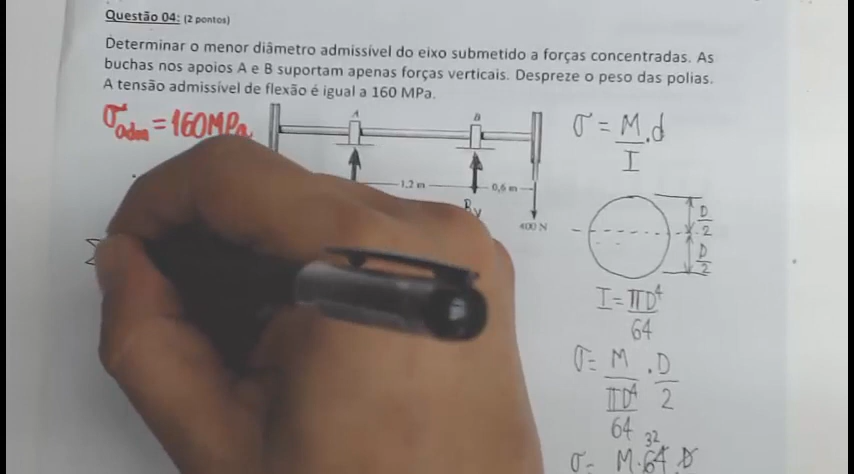 Questão 04: (2 pontos)
Determinar o menor diâmetro admissível do eixo submetido a forças concentradas. As
buchas nos apoios A e B suportam apenas forças verticais. Despreze o peso das polias.
A tensão admissível de flexão é igual a 160 MPa.
σadm = 160MPa
A
B
σ = M.d
I
1,2 m
0,6 m
By
400 N
D
2
D
2
I = πD⁴
64
σ = M . D
πD⁴ 2
64
32
σ = M.64.D